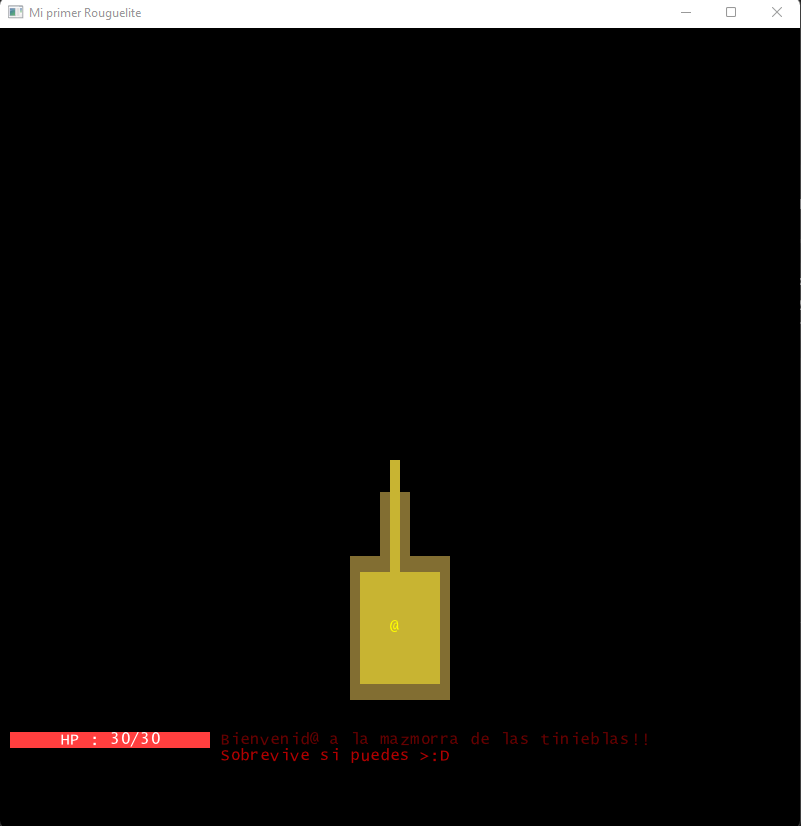 Mi primer Rouguelite
@
HP : 30/30
Bienvenid@ a la mazmorra de las tinieblas!!
Sobrevive si puedes >:D